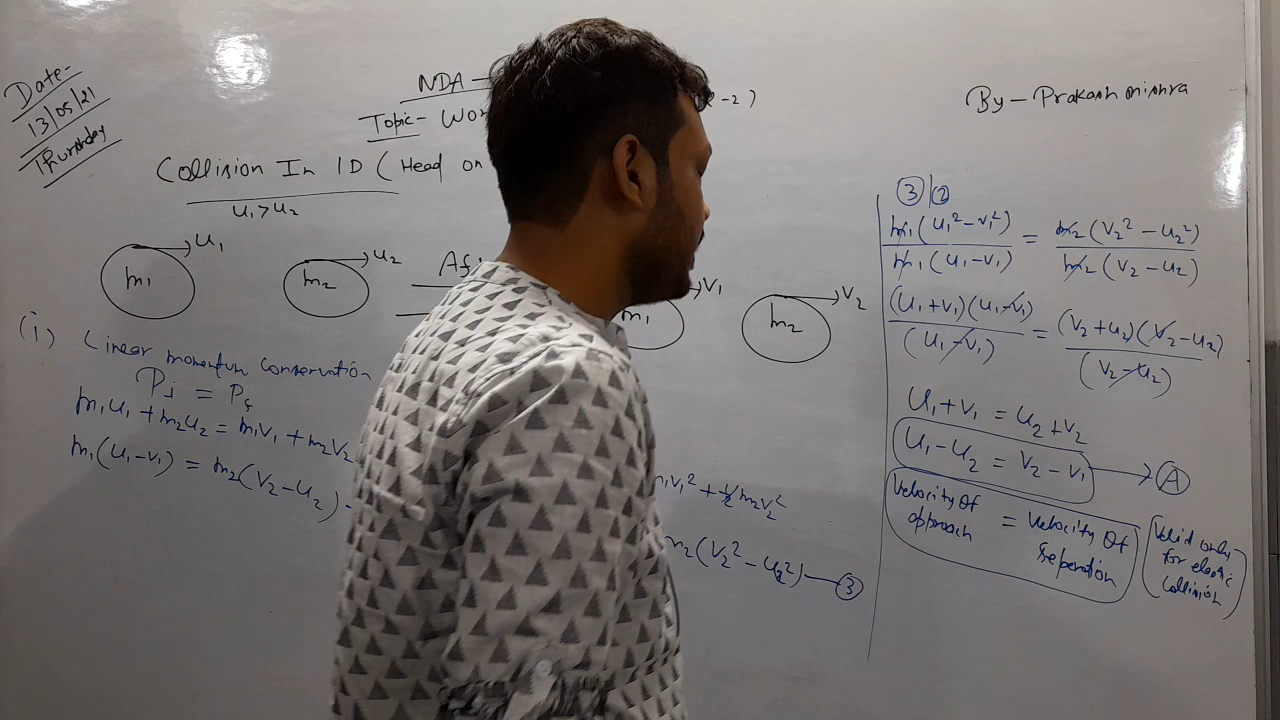 Date-
13/05/21
Thursday
NDA -
Topic- Wor
-2)
By - Prakash mishra
Collision In 1D (Head on
u₁>u₂
m₁ → u₁
m₂ → u₂
Af
m₁ → v₁
m₂ → v₂
(i) Linear momentum conservation
Pi = Pf
m₁u₁ + m₂u₂ = m₁v₁ + m₂v₂
m₁(u₁-v₁) = m₂(v₂-u₂) -
m₁v₁² + ½m₂v₂²
m₂(v₂² - u₂²) — ③
③/②
m₁(u₁²-v₁²) / m₁(u₁-v₁) = m₂(v₂²-u₂²) / m₂(v₂-u₂)
(u₁+v₁)(u₁-v₁) / (u₁-v₁) = (v₂+u₂)(v₂-u₂) / (v₂-u₂)
u₁+v₁ = u₂+v₂
u₁-u₂ = v₂-v₁ → Ⓐ
Velocity Of approach = Velocity Of Seperation
(Valid only for elastic Collision)